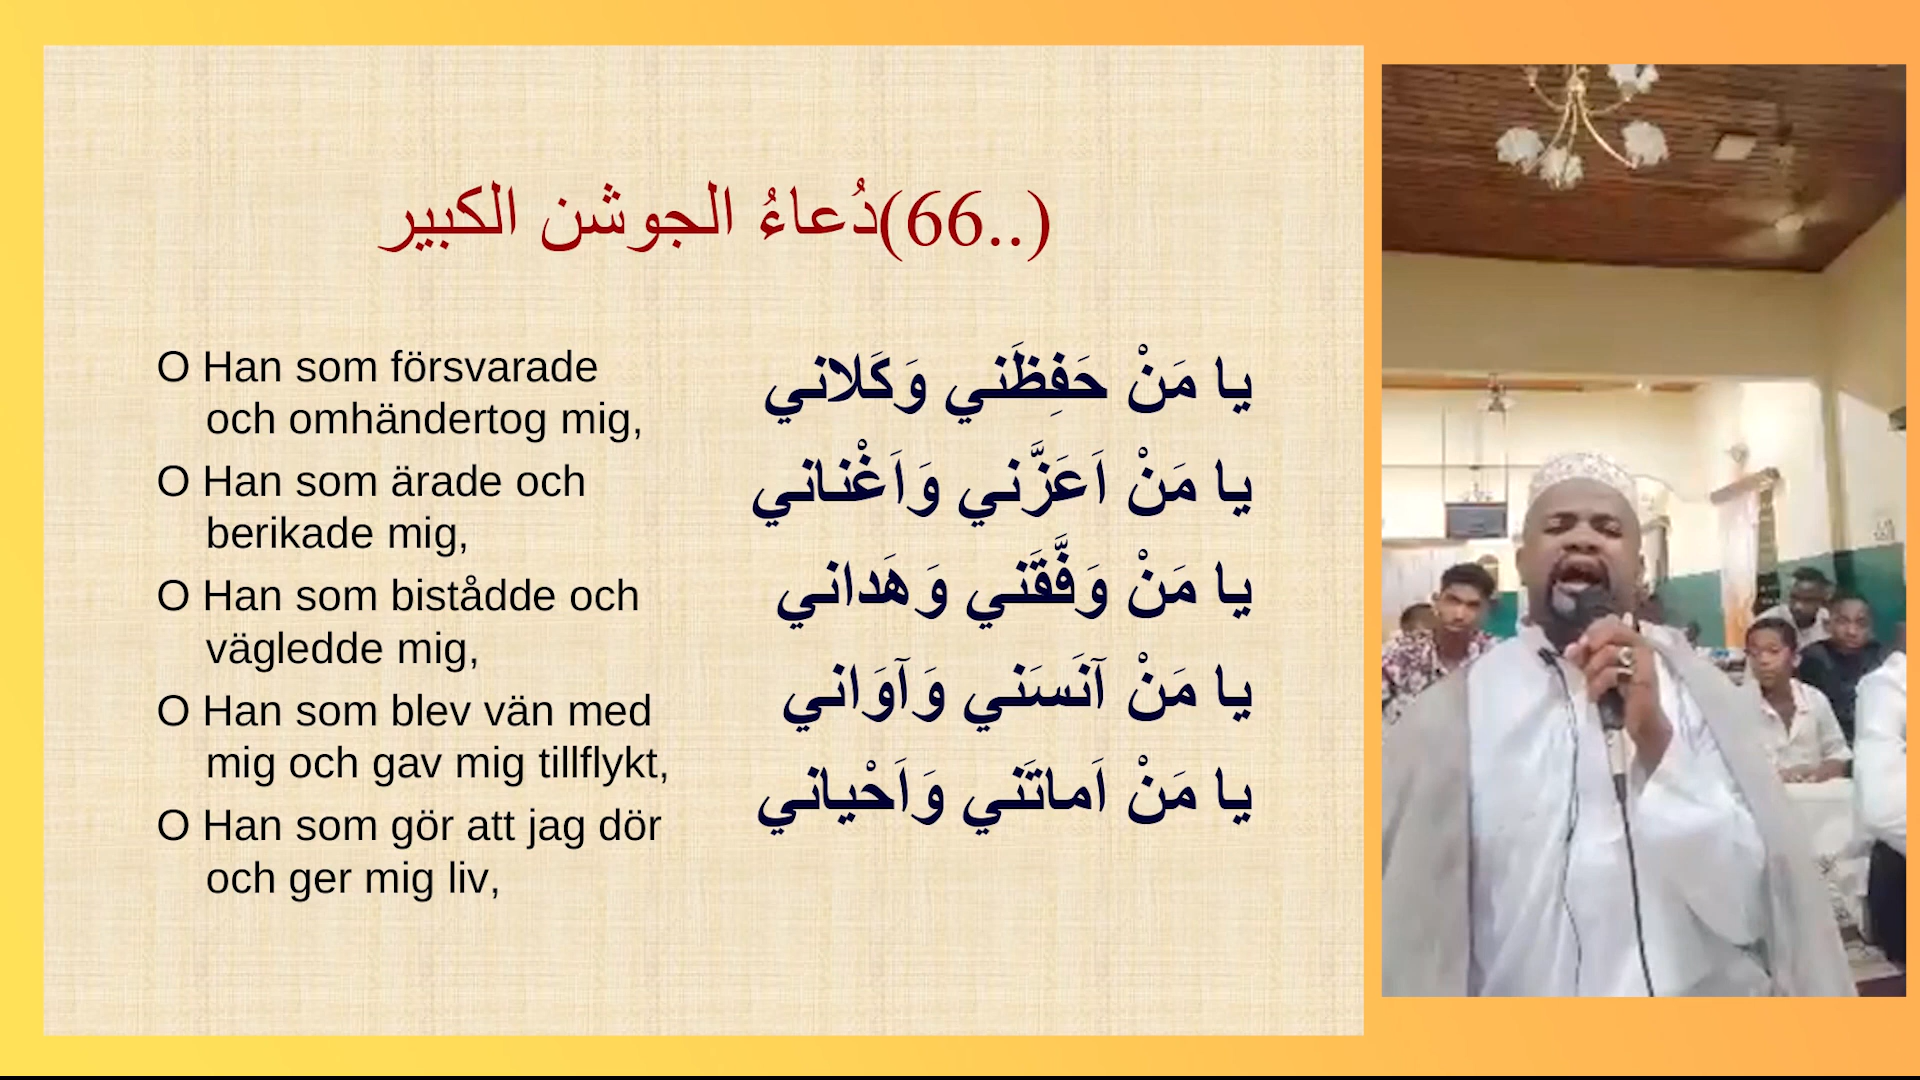 (..66)دُعاءُ الجوشن الكبير
O Han som försvarade
och omhändertog mig,
O Han som ärade och
berikade mig,
O Han som bistådde och
vägledde mig,
O Han som blev vän med
mig och gav mig tillflykt,
O Han som gör att jag dör
och ger mig liv,
يا مَنْ حَفِظَني وَكَلاني
يا مَنْ اَعَزَّني وَاَغْناني
يا مَنْ وَفَّقَني وَهَداني
يا مَنْ آنَسَني وَآوَاني
يا مَنْ اَماتَني وَاَحْياني